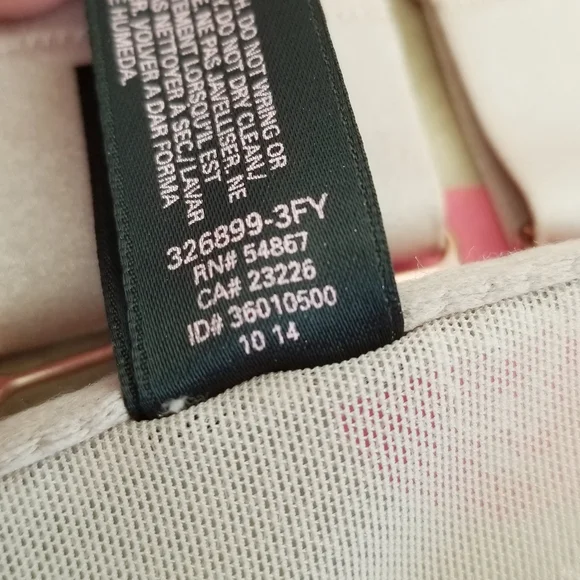 H, DO NOT WRING OR
DO NOT DRY CLEAN./
NE PAS JAVELLISER, NE
EMENT LORSQU'IL EST
NETTOYER A SEC./ LAVAR
, VOLVER A DAR FORMA
HUMEDA.
326899-3FY
RN# 54867
CA# 23226
ID# 36010500
10 14